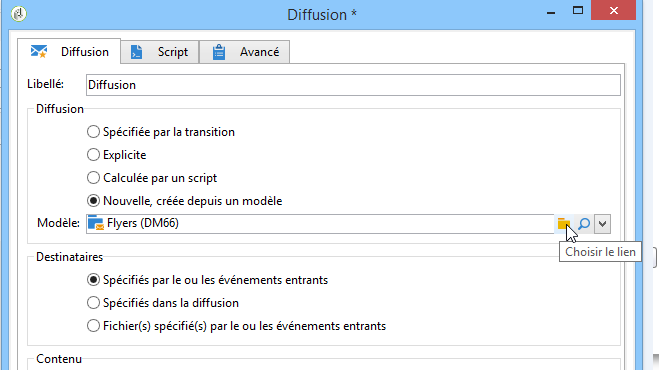 Diffusion *
Diffusion Script Avancé
Libellé: Diffusion
Diffusion
Spécifiée par la transition
Explicite
Calculée par un script
Nouvelle, créée depuis un modèle
Modèle: Flyers (DM66)
Choisir le lien
Destinataires
Spécifiés par le ou les événements entrants
Spécifiés dans la diffusion
Fichier(s) spécifié(s) par le ou les événements entrants
Contenu